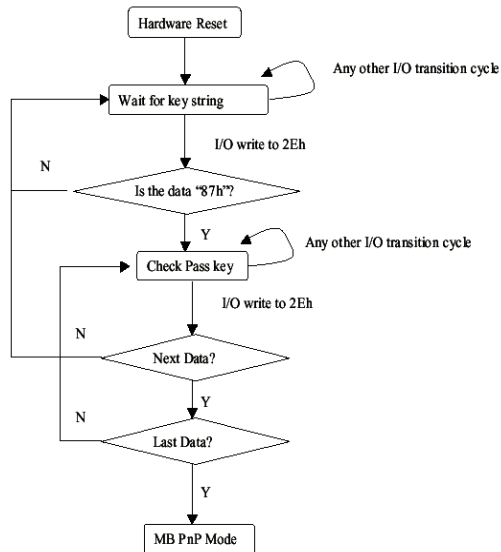 Hardware Reset
Any other I/O transition cycle
Wait for key string
I/O write to 2Eh
N
Is the data "87h"?
Y
Any other I/O transition cycle
Check Pass key
I/O write to 2Eh
N
Next Data?
Y
N
Last Data?
Y
MB PnP Mode